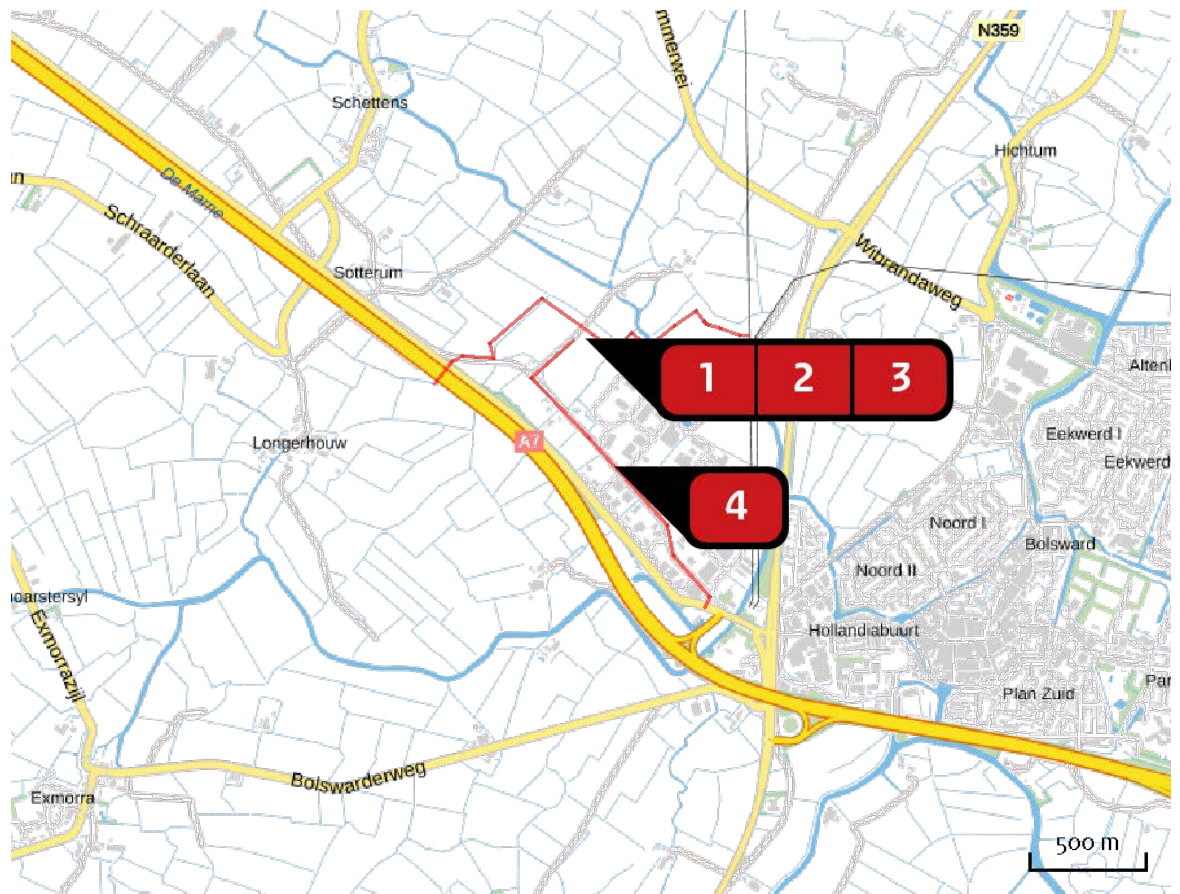 N359
mmerwei
Schettens
Hichtum
De Marne
Schraarderlaan
Sotterum
Wibrandaweg
1 2 3
Longerhouw
A7
Eekwerd I
Eekwerd
4
Noord I
Bolsward
Noord II
oarstersyl
Exmorrazijl
Hollandiabuurt
Plan Zuid
Par
Bolswarderweg
Exmorra
500 m